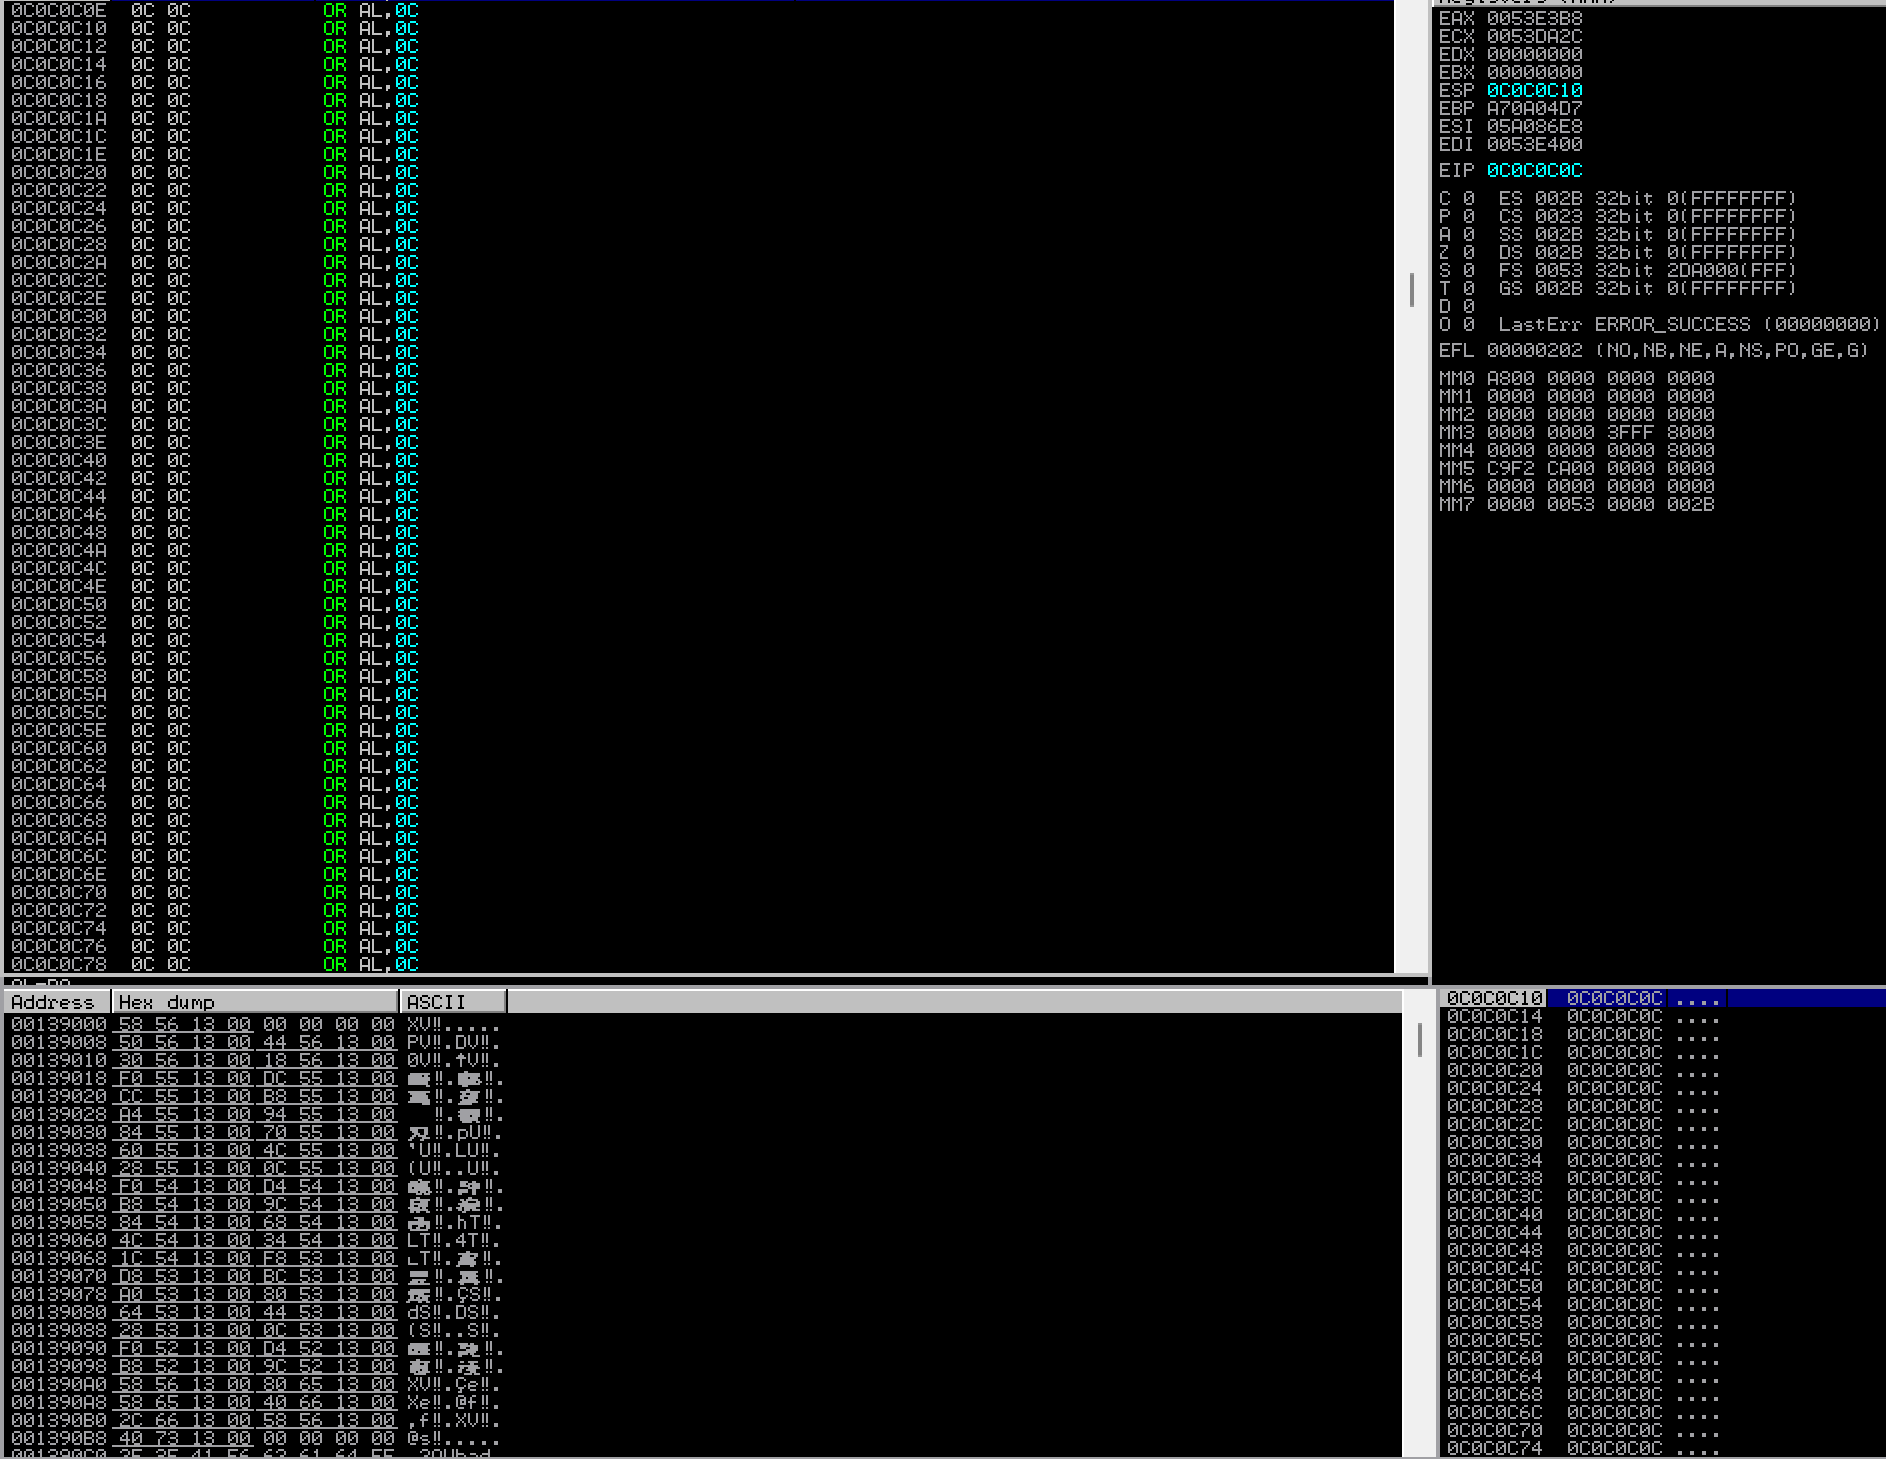 0C0C0C0E 0C 0C OR AL,0C
0C0C0C10 0C 0C OR AL,0C
0C0C0C12 0C 0C OR AL,0C
0C0C0C14 0C 0C OR AL,0C
0C0C0C16 0C 0C OR AL,0C
0C0C0C18 0C 0C OR AL,0C
0C0C0C1A 0C 0C OR AL,0C
0C0C0C1C 0C 0C OR AL,0C
0C0C0C1E 0C 0C OR AL,0C
0C0C0C20 0C 0C OR AL,0C
0C0C0C22 0C 0C OR AL,0C
0C0C0C24 0C 0C OR AL,0C
0C0C0C26 0C 0C OR AL,0C
0C0C0C28 0C 0C OR AL,0C
0C0C0C2A 0C 0C OR AL,0C
0C0C0C2C 0C 0C OR AL,0C
0C0C0C2E 0C 0C OR AL,0C
0C0C0C30 0C 0C OR AL,0C
0C0C0C32 0C 0C OR AL,0C
0C0C0C34 0C 0C OR AL,0C
0C0C0C36 0C 0C OR AL,0C
0C0C0C38 0C 0C OR AL,0C
0C0C0C3A 0C 0C OR AL,0C
0C0C0C3C 0C 0C OR AL,0C
0C0C0C3E 0C 0C OR AL,0C
0C0C0C40 0C 0C OR AL,0C
0C0C0C42 0C 0C OR AL,0C
0C0C0C44 0C 0C OR AL,0C
0C0C0C46 0C 0C OR AL,0C
0C0C0C48 0C 0C OR AL,0C
0C0C0C4A 0C 0C OR AL,0C
0C0C0C4C 0C 0C OR AL,0C
0C0C0C4E 0C 0C OR AL,0C
0C0C0C50 0C 0C OR AL,0C
0C0C0C52 0C 0C OR AL,0C
0C0C0C54 0C 0C OR AL,0C
0C0C0C56 0C 0C OR AL,0C
0C0C0C58 0C 0C OR AL,0C
0C0C0C5A 0C 0C OR AL,0C
0C0C0C5C 0C 0C OR AL,0C
0C0C0C5E 0C 0C OR AL,0C
0C0C0C60 0C 0C OR AL,0C
0C0C0C62 0C 0C OR AL,0C
0C0C0C64 0C 0C OR AL,0C
0C0C0C66 0C 0C OR AL,0C
0C0C0C68 0C 0C OR AL,0C
0C0C0C6A 0C 0C OR AL,0C
0C0C0C6C 0C 0C OR AL,0C
0C0C0C6E 0C 0C OR AL,0C
0C0C0C70 0C 0C OR AL,0C
0C0C0C72 0C 0C OR AL,0C
0C0C0C74 0C 0C OR AL,0C
0C0C0C76 0C 0C OR AL,0C
0C0C0C78 0C 0C OR AL,0C
EAX 0053E3B8
ECX 0053DA2C
EDX 00000000
EBX 00000000
ESP 0C0C0C10
EBP A70A04D7
ESI 05A086E8
EDI 0053E400
EIP 0C0C0C0C
C 0 ES 002B 32bit 0(FFFFFFFF)
P 0 CS 0023 32bit 0(FFFFFFFF)
A 0 SS 002B 32bit 0(FFFFFFFF)
Z 0 DS 002B 32bit 0(FFFFFFFF)
S 0 FS 0053 32bit 2DA000(FFF)
T 0 GS 002B 32bit 0(FFFFFFFF)
D 0
O 0 LastErr ERROR_SUCCESS (00000000)
EFL 00000202 (NO,NB,NE,A,NS,PO,GE,G)
MM0 A800 0000 0000 0000
MM1 0000 0000 0000 0000
MM2 0000 0000 0000 0000
MM3 0000 0000 3FFF 8000
MM4 0000 0000 0000 8000
MM5 C9F2 CA00 0000 0000
MM6 0000 0000 0000 0000
MM7 0000 0053 0000 002B
Address Hex dump ASCII
00139000 58 56 13 00 00 00 00 00 XV‼.....
00139008 50 56 13 00 44 56 13 00 PV‼.DV‼.
00139010 30 56 13 00 18 56 13 00 0V‼.↑V‼.
00139018 F0 55 13 00 DC 55 13 00
00139020 CC 55 13 00 B8 55 13 00
00139028 A4 55 13 00 94 55 13 00
00139030 84 55 13 00 70 55 13 00 ‼.pU‼.
00139038 60 55 13 00 4C 55 13 00 'U‼.LU‼.
00139040 28 55 13 00 0C 55 13 00 (U‼..U‼.
00139048 F0 54 13 00 D4 54 13 00
00139050 B8 54 13 00 9C 54 13 00
00139058 84 54 13 00 68 54 13 00 ‼.hT‼.
00139060 4C 54 13 00 34 54 13 00 LT‼.4T‼.
00139068 1C 54 13 00 F8 53 13 00 ∟T‼.
00139070 D8 53 13 00 BC 53 13 00
00139078 A0 53 13 00 80 53 13 00 ‼.ÇS‼.
00139080 64 53 13 00 44 53 13 00 dS‼.DS‼.
00139088 28 53 13 00 0C 53 13 00 (S‼..S‼.
00139090 F0 52 13 00 D4 52 13 00
00139098 B8 52 13 00 9C 52 13 00
001390A0 58 56 13 00 80 65 13 00 XV‼.Çe‼.
001390A8 58 65 13 00 40 66 13 00 Xe‼.@f‼.
001390B0 2C 66 13 00 58 56 13 00 ,f‼.XV‼.
001390B8 40 73 13 00 00 00 00 00 @s‼.....
0C0C0C10 0C0C0C0C ....
0C0C0C14 0C0C0C0C ....
0C0C0C18 0C0C0C0C ....
0C0C0C1C 0C0C0C0C ....
0C0C0C20 0C0C0C0C ....
0C0C0C24 0C0C0C0C ....
0C0C0C28 0C0C0C0C ....
0C0C0C2C 0C0C0C0C ....
0C0C0C30 0C0C0C0C ....
0C0C0C34 0C0C0C0C ....
0C0C0C38 0C0C0C0C ....
0C0C0C3C 0C0C0C0C ....
0C0C0C40 0C0C0C0C ....
0C0C0C44 0C0C0C0C ....
0C0C0C48 0C0C0C0C ....
0C0C0C4C 0C0C0C0C ....
0C0C0C50 0C0C0C0C ....
0C0C0C54 0C0C0C0C ....
0C0C0C58 0C0C0C0C ....
0C0C0C5C 0C0C0C0C ....
0C0C0C60 0C0C0C0C ....
0C0C0C64 0C0C0C0C ....
0C0C0C68 0C0C0C0C ....
0C0C0C6C 0C0C0C0C ....
0C0C0C70 0C0C0C0C ....
0C0C0C74 0C0C0C0C ....